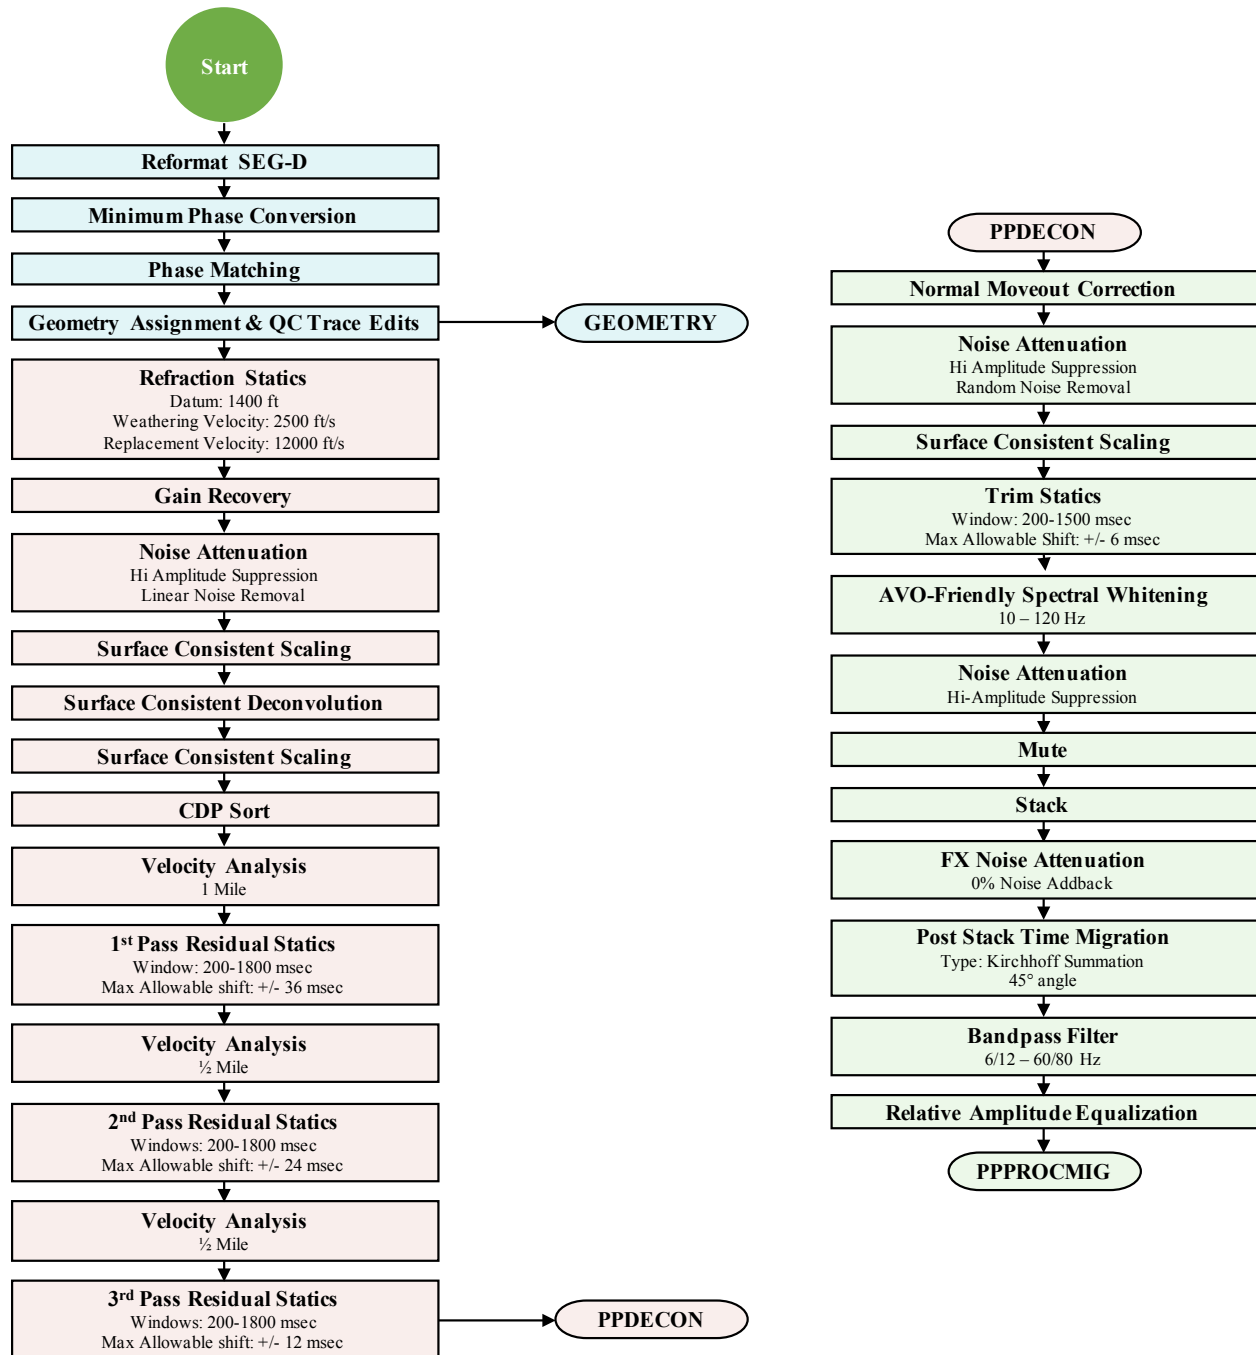 Start
Reformat SEG-D
Minimum Phase Conversion
Phase Matching
Geometry Assignment & QC Trace Edits
GEOMETRY
Refraction Statics
Datum: 1400 ft
Weathering Velocity: 2500 ft/s
Replacement Velocity: 12000 ft/s
Gain Recovery
Noise Attenuation
Hi Amplitude Suppression
Linear Noise Removal
Surface Consistent Scaling
Surface Consistent Deconvolution
Surface Consistent Scaling
CDP Sort
Velocity Analysis
1 Mile
1st Pass Residual Statics
Window: 200-1800 msec
Max Allowable shift: +/- 36 msec
Velocity Analysis
½ Mile
2nd Pass Residual Statics
Windows: 200-1800 msec
Max Allowable shift: +/- 24 msec
Velocity Analysis
½ Mile
3rd Pass Residual Statics
Windows: 200-1800 msec
Max Allowable shift: +/- 12 msec
PPDECON
PPDECON
Normal Moveout Correction
Noise Attenuation
Hi Amplitude Suppression
Random Noise Removal
Surface Consistent Scaling
Trim Statics
Window: 200-1500 msec
Max Allowable Shift: +/- 6 msec
AVO-Friendly Spectral Whitening
10 – 120 Hz
Noise Attenuation
Hi-Amplitude Suppression
Mute
Stack
FX Noise Attenuation
0% Noise Addback
Post Stack Time Migration
Type: Kirchhoff Summation
45° angle
Bandpass Filter
6/12 – 60/80 Hz
Relative Amplitude Equalization
PPPROCMIG